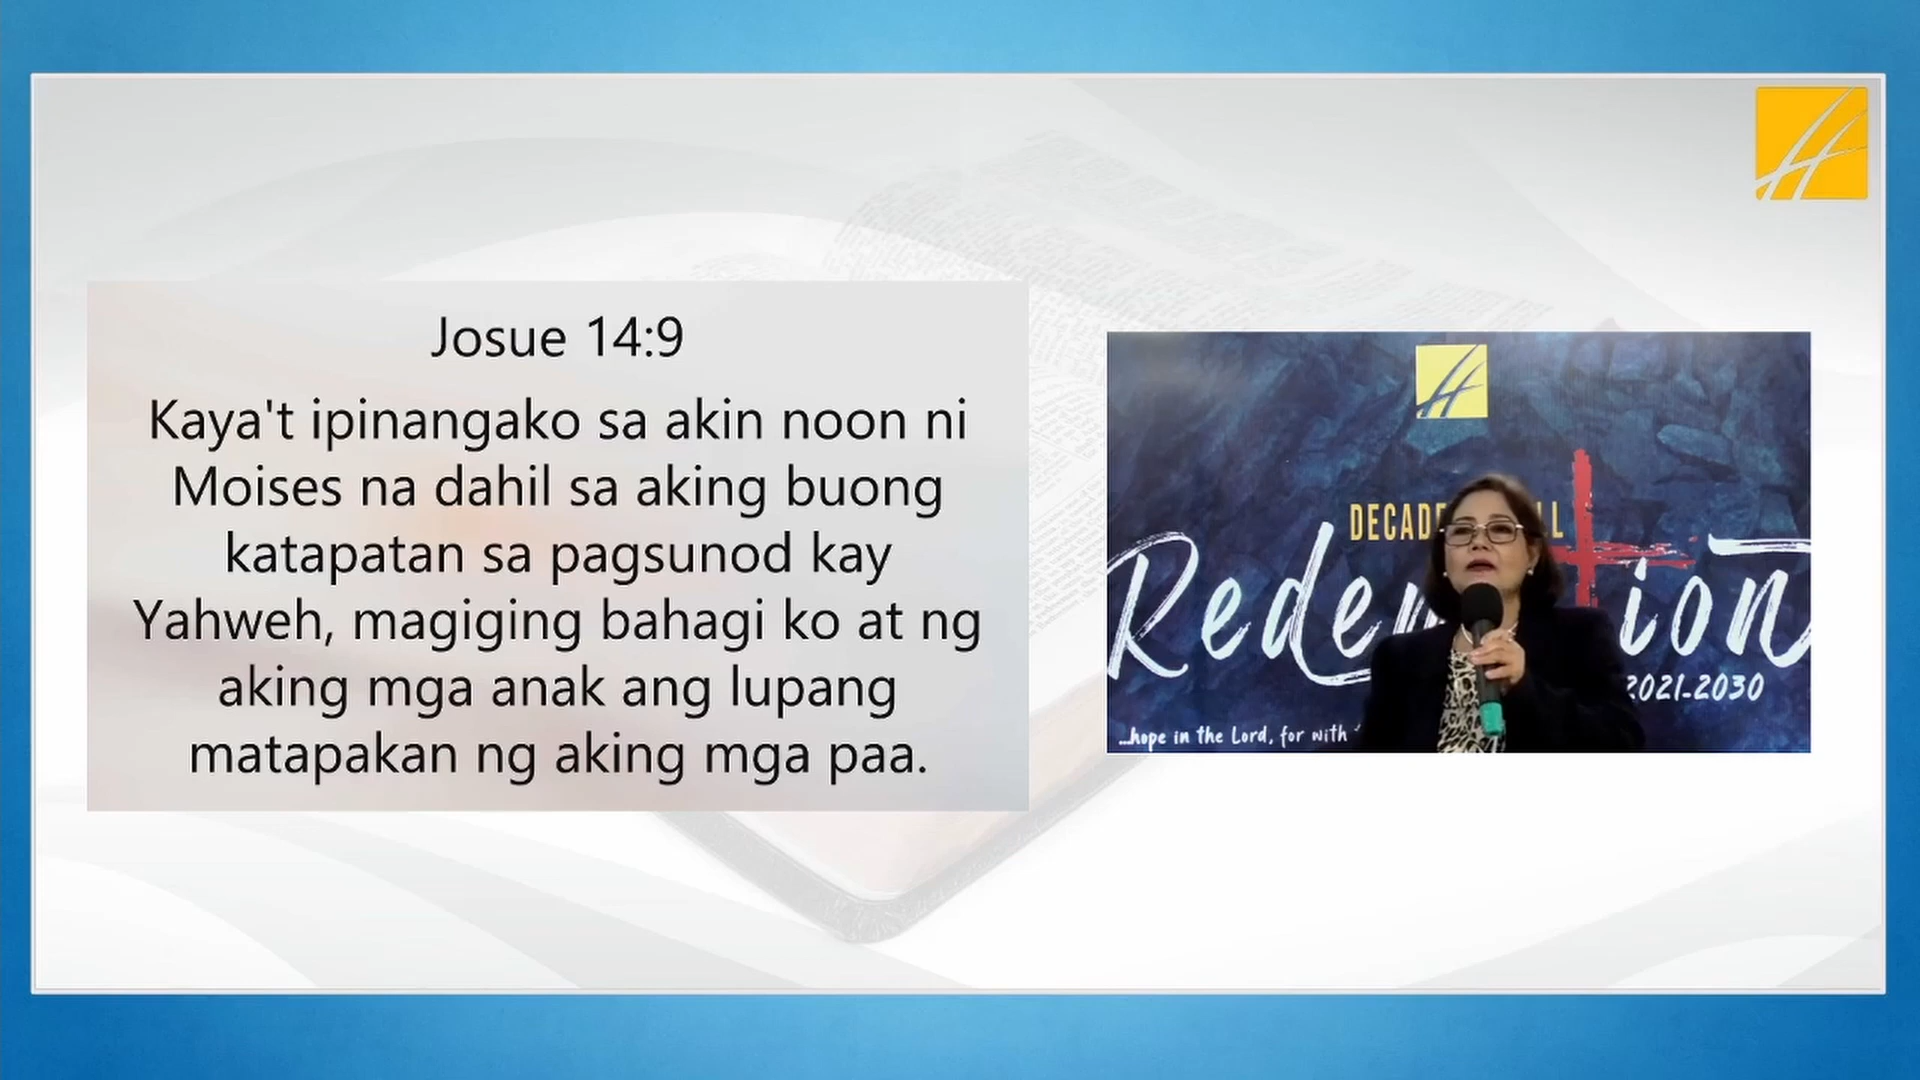 Josue 14:9
Kaya't ipinangako sa akin noon ni
Moises na dahil sa aking buong
katapatan sa pagsunod kay
Yahweh, magiging bahagi ko at ng
aking mga anak ang lupang
matapakan ng aking mga paa.
2021-2030
...hope in the Lord, for with